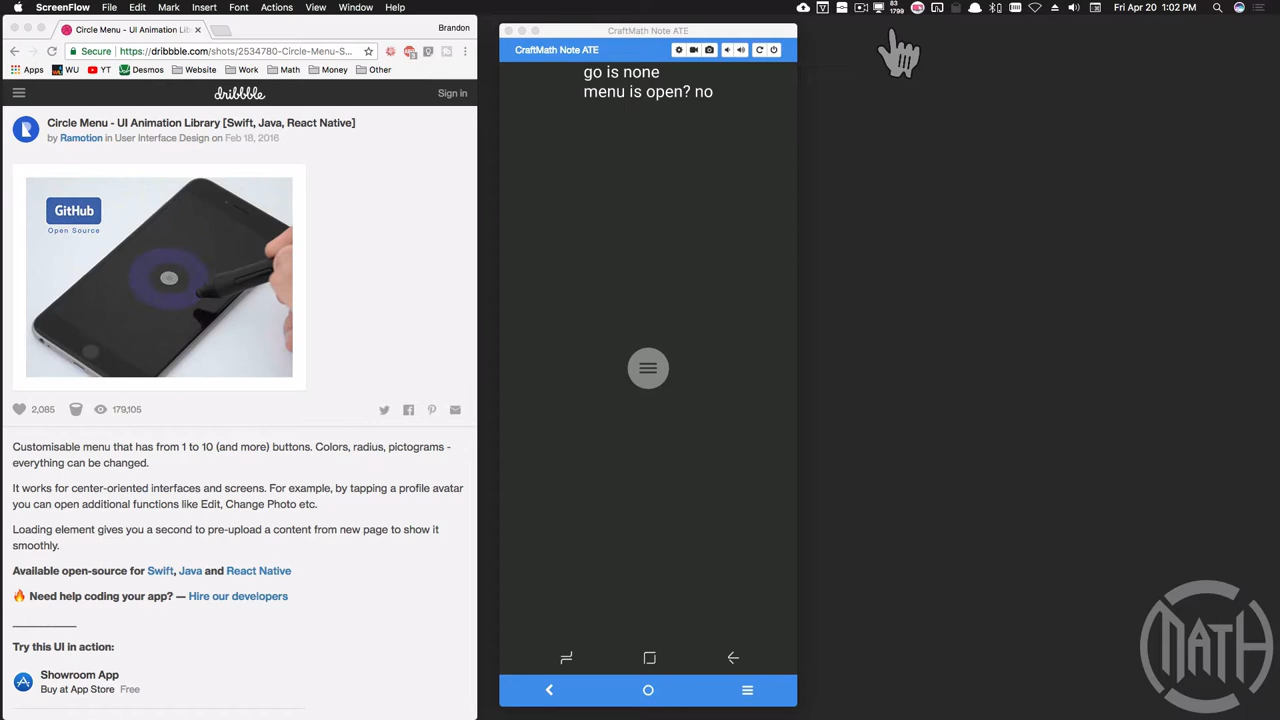 ScreenFlow File Edit Mark Insert Font Actions Arrange View Window Help
83
1799
Fri Apr 20 1:02 PM
Circle Menu - UI Animation Lib
Brandon
Secure https://dribbble.com/shots/2534780-Circle-Menu-S...
Apps WU YT Desmos Website Work Math Money Other
dribbble
Sign in
Circle Menu - UI Animation Library [Swift, Java, React Native]
by Ramotion in User Interface Design on Feb 18, 2016
GitHub
Open Source
2,085 179,105
Customisable menu that has from 1 to 10 (and more) buttons. Colors, radius, pictograms -
everything can be changed.
It works for center-oriented interfaces and screens. For example, by tapping a profile avatar
you can open additional functions like Edit, Change Photo etc.
Loading element gives you a second to pre-upload a content from new page to show it
smoothly.
Available open-source for Swift, Java and React Native
Need help coding your app? — Hire our developers
Try this UI in action:
Showroom App
Buy at App Store Free
CraftMath Note ATE
CraftMath Note ATE
go is none
menu is open? no
MATH